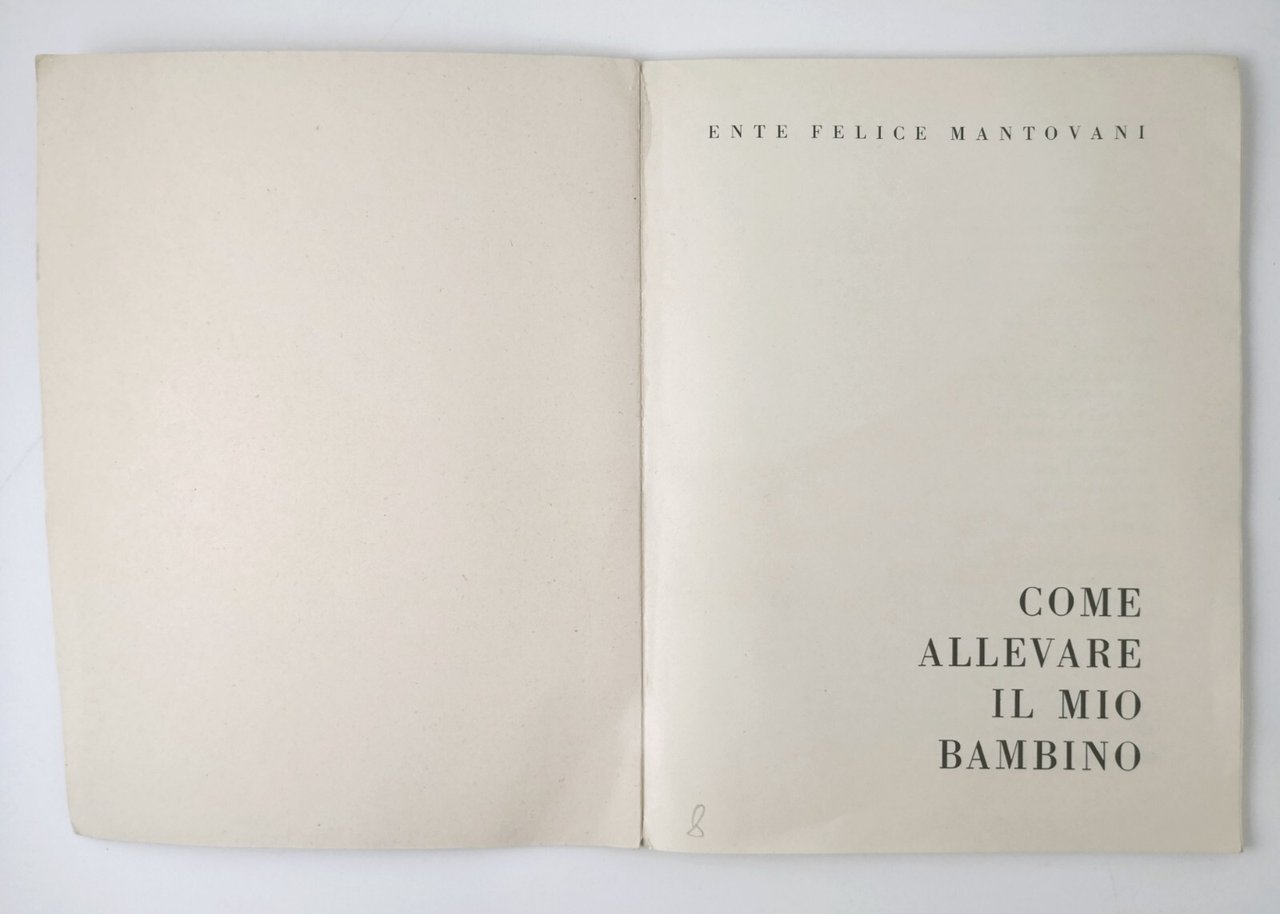 ENTE FELICE MANTOVANI
COME
ALLEVARE
IL MIO
BAMBINO
8